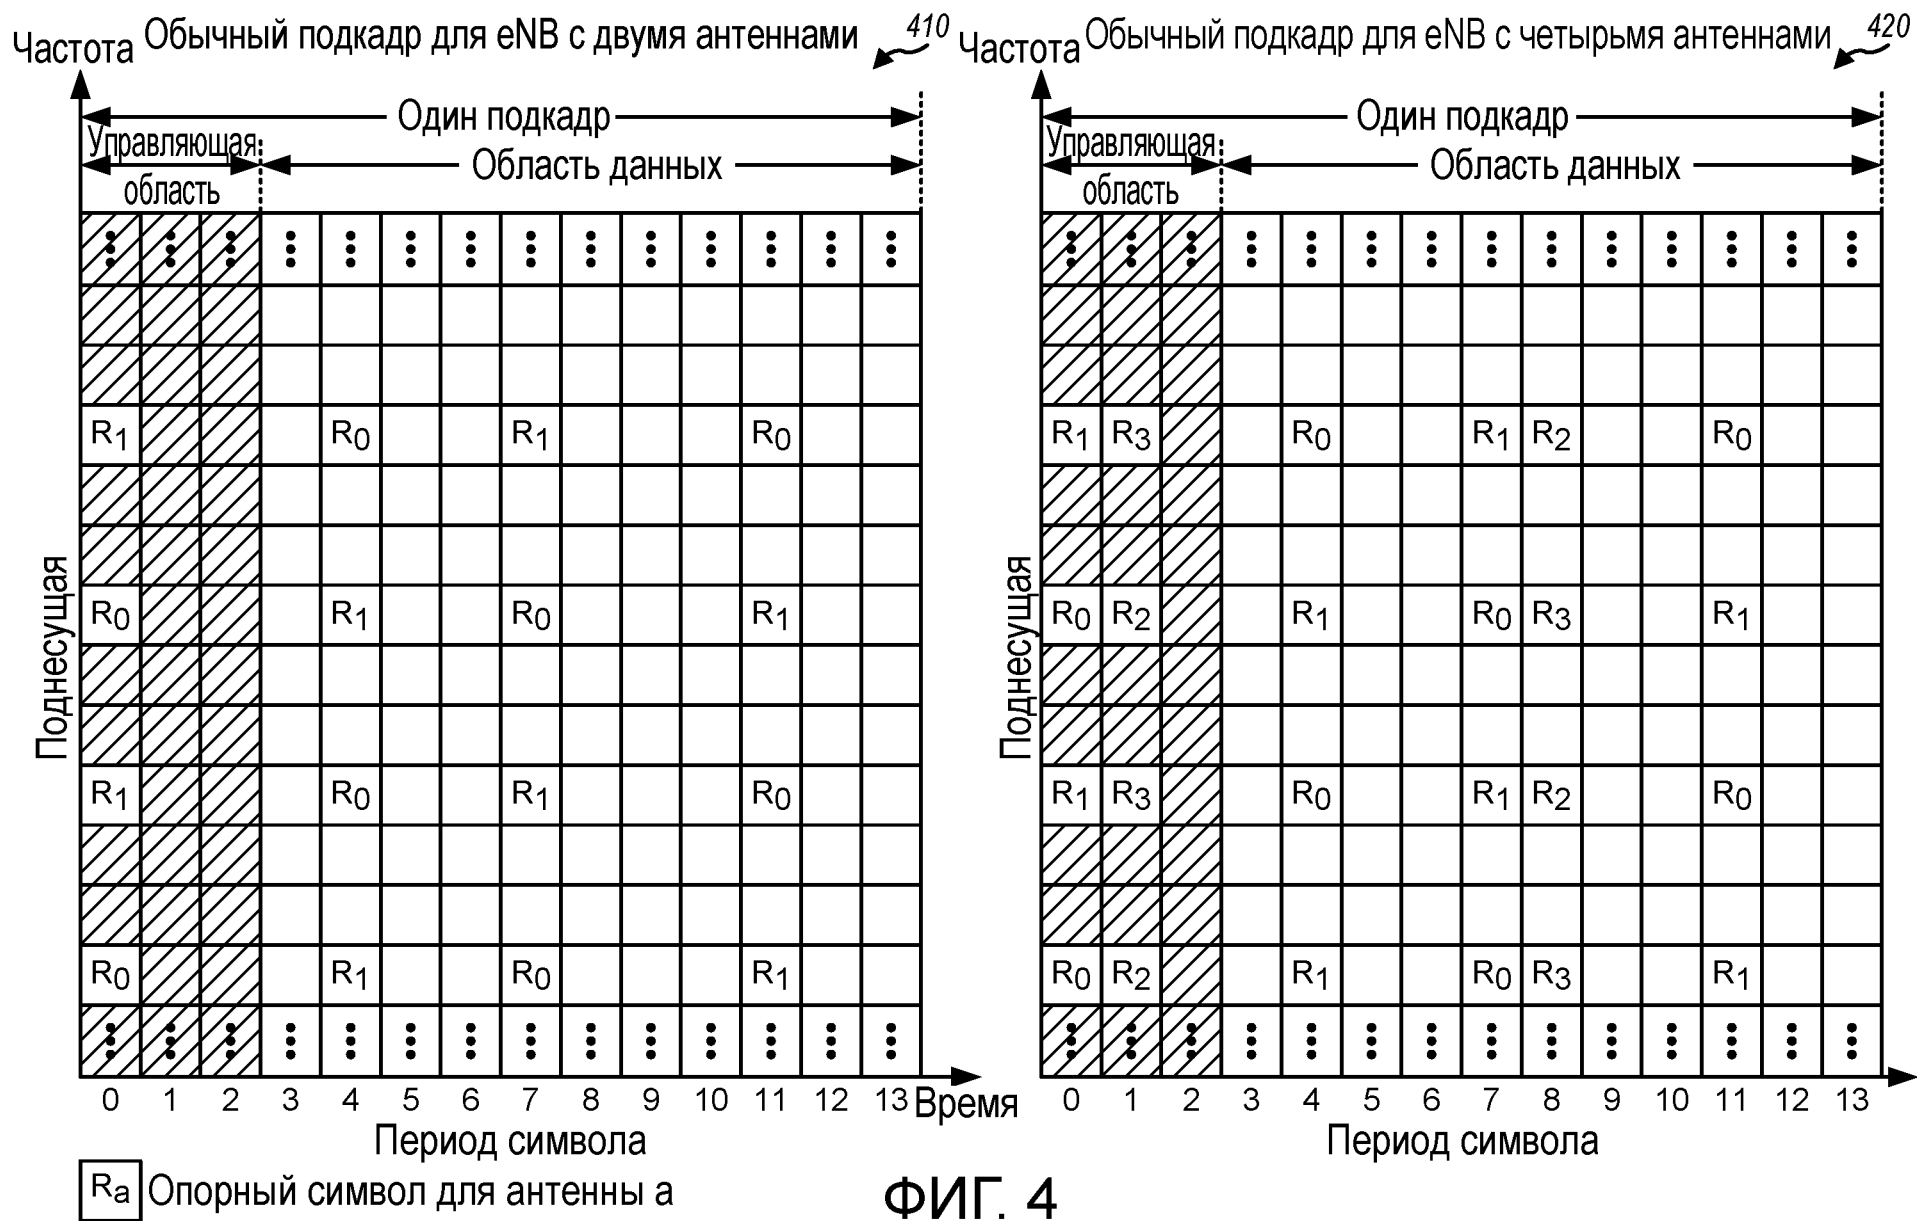 Обычный подкадр для eNB с двумя антеннами
410
Частота
Один подкадр
Управляющая
область
Область данных
Поднесущая
R1 R0 R1 R0
R0 R1 R0 R1
R1 R0 R1 R0
R0 R1 R0 R1
0 1 2 3 4 5 6 7 8 9 10 11 12 13
Время
Период символа
Обычный подкадр для eNB с четырьмя антеннами
420
Частота
Один подкадр
Управляющая
область
Область данных
Поднесущая
R1 R3 R0 R1 R2 R0
R0 R2 R1 R0 R3 R1
R1 R3 R0 R1 R2 R0
R0 R2 R1 R0 R3 R1
0 1 2 3 4 5 6 7 8 9 10 11 12 13
Период символа
Ra Опорный символ для антенны a
ФИГ. 4